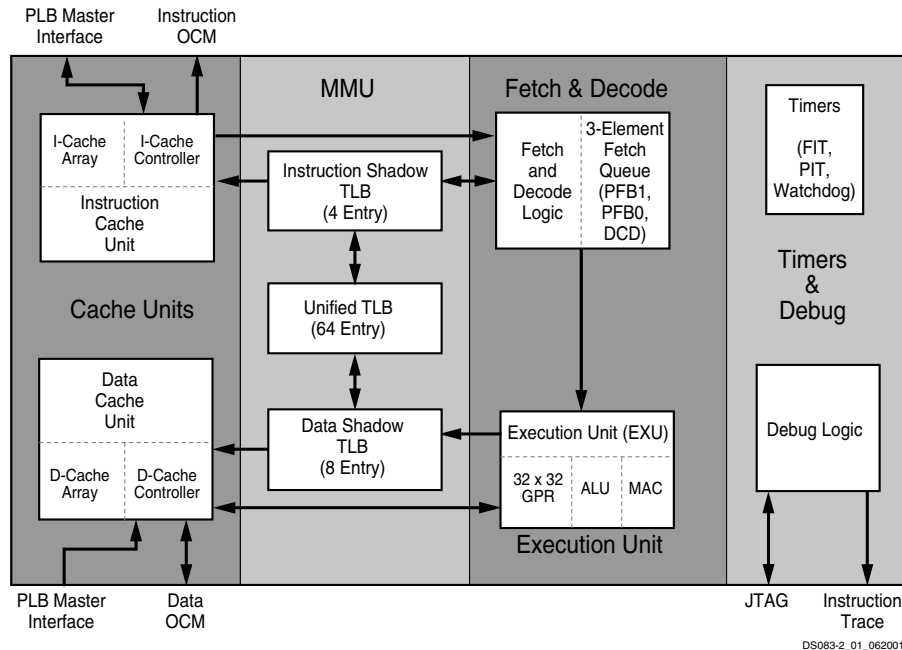 PLB Master
Interface
Instruction
OCM
MMU
Fetch & Decode
I-Cache
Array
I-Cache
Controller
Instruction
Cache
Unit
Instruction Shadow
TLB
(4 Entry)
Fetch
and
Decode
Logic
3-Element
Fetch
Queue
(PFB1,
PFB0,
DCD)
Timers
(FIT,
PIT,
Watchdog)
Cache Units
Unified TLB
(64 Entry)
Timers
&
Debug
Data
Cache
Unit
D-Cache
Array
D-Cache
Controller
Data Shadow
TLB
(8 Entry)
Execution Unit (EXU)
32 x 32
GPR
ALU
MAC
Execution Unit
Debug Logic
PLB Master
Interface
Data
OCM
JTAG
Instruction
Trace
DS083-2_01_062001